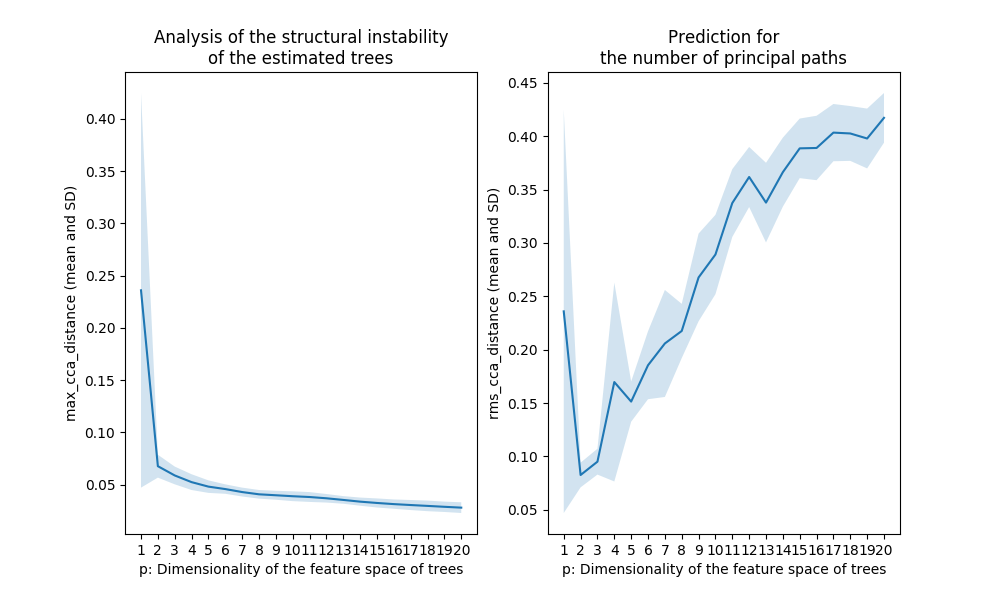 Analysis of the structural instability
of the estimated trees
max_cca_distance (mean and SD)
0.40
0.35
0.30
0.25
0.20
0.15
0.10
0.05
1 2 3 4 5 6 7 8 9 10 11 12 13 14 15 16 17 18 19 20
p: Dimensionality of the feature space of trees
Prediction for
the number of principal paths
rms_cca_distance (mean and SD)
0.45
0.40
0.35
0.30
0.25
0.20
0.15
0.10
0.05
1 2 3 4 5 6 7 8 9 10 11 12 13 14 15 16 17 18 19 20
p: Dimensionality of the feature space of trees